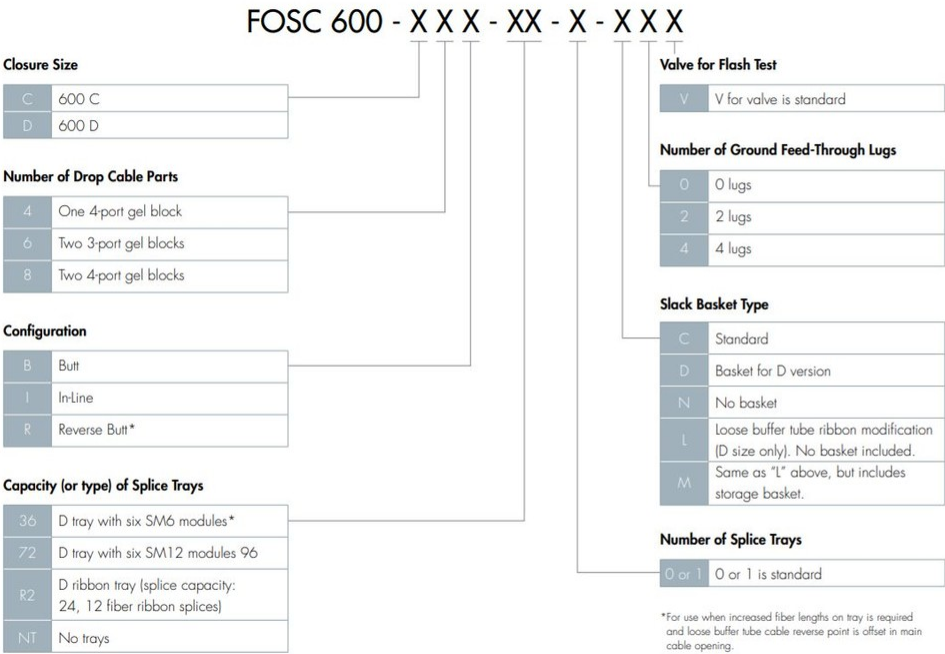 FOSC 600 - X X X - XX - X - X X X
Closure Size
C 600 C
D 600 D
Number of Drop Cable Parts
4 One 4-port gel block
6 Two 3-port gel blocks
8 Two 4-port gel blocks
Configuration
B Butt
I In-Line
R Reverse Butt*
Capacity (or type) of Splice Trays
36 D tray with six SM6 modules*
72 D tray with six SM12 modules 96
R2 D ribbon tray (splice capacity:
24, 12 fiber ribbon splices)
NT No trays
Valve for Flash Test
V V for valve is standard
Number of Ground Feed-Through Lugs
0 0 lugs
2 2 lugs
4 4 lugs
Slack Basket Type
C Standard
D Basket for D version
N No basket
L Loose buffer tube ribbon modification
(D size only). No basket included.
M Same as "L" above, but includes
storage basket.
Number of Splice Trays
0 or 1 0 or 1 is standard
*For use when increased fiber lengths on tray is required
and loose buffer tube cable reverse point is offset in main
cable opening.